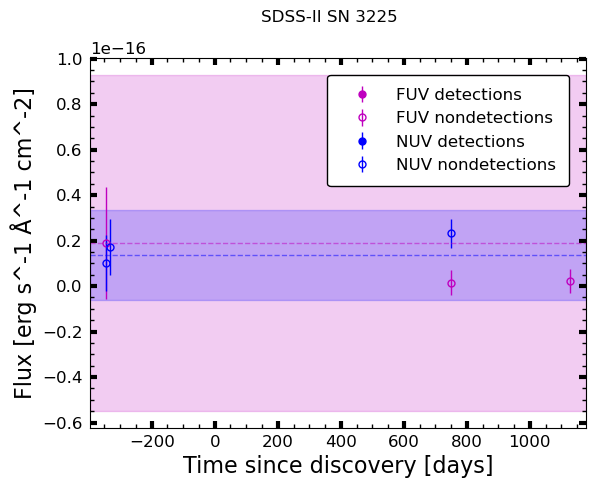 SDSS-II SN 3225
1e−16
FUV detections
FUV nondetections
NUV detections
NUV nondetections
1.0
0.8
0.6
0.4
0.2
0.0
−0.2
−0.4
−0.6
Flux [erg s^-1 Å^-1 cm^-2]
−200 0 200 400 600 800 1000
Time since discovery [days]